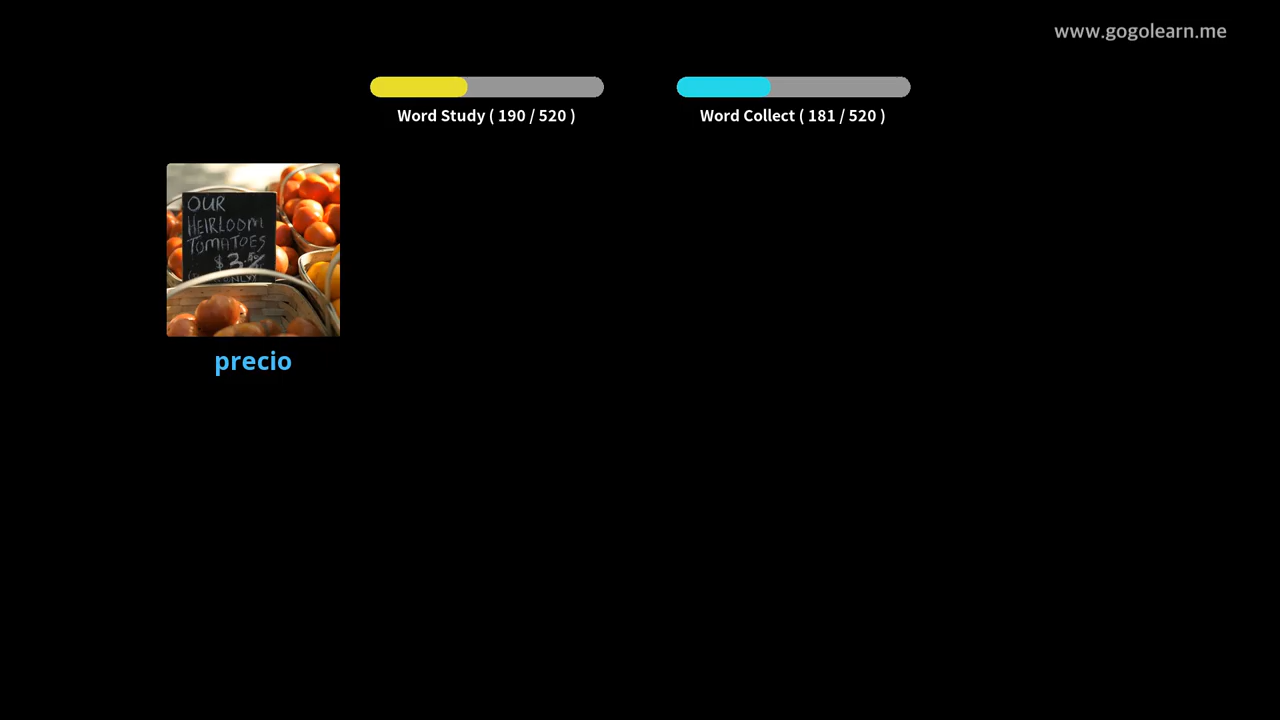 www.gogolearn.me
Word Study ( 190 / 520 )
Word Collect ( 181 / 520 )
OUR
HEIRLOOM
TOMATOES
precio